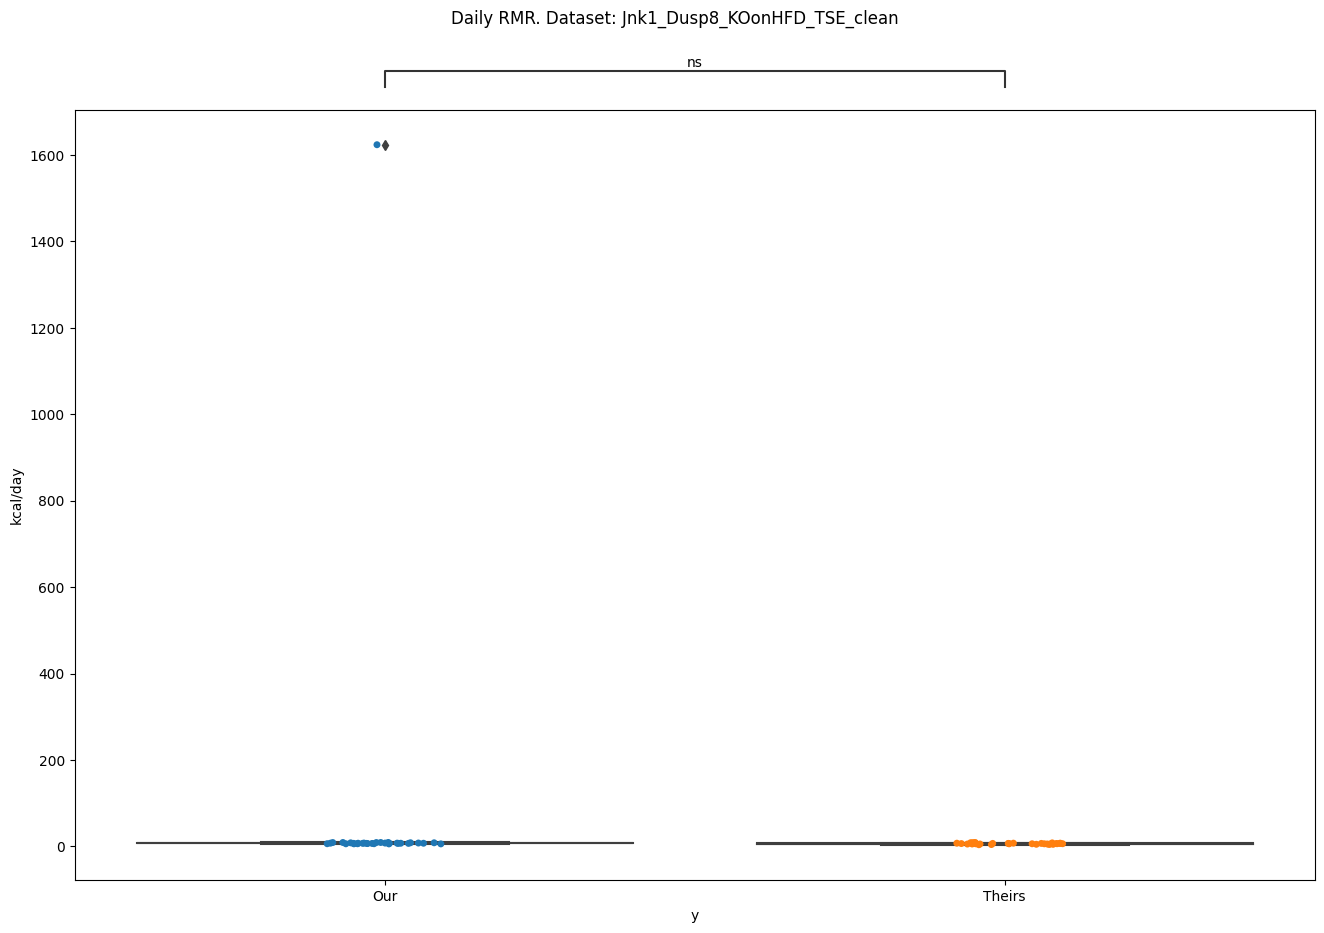 Daily RMR. Dataset: Jnk1_Dusp8_KOonHFD_TSE_clean
ns
1600
1400
1200
1000
800
600
400
200
0
kcal/day
Our
Theirs
y